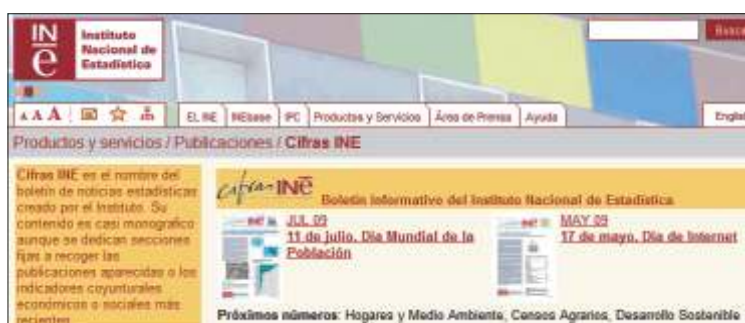 INe
Instituto
Nacional de
Estadística
Busca
A A A
EL INE INEbase IPC Productos y Servicios Área de Prensa Ayuda
English
Productos y servicios / Publicaciones / Cifras INE
Cifras INE es el nombre del
boletín de noticias estadísticas
creado por el Instituto. Su
contenido es casi monografico
aunque se dedican secciones
fijas a recoger las
publicaciones aparecidas o los
indicadores coyunturales
económicos o sociales más
recientes
cifras INE Boletín informativo del Instituto Nacional de Estadística
JUL 09
11 de julio, Día Mundial de la
Población
MAY 09
17 de mayo, Día de Internet
Próximos números: Hogares y Medio Ambiente, Censos Agrarios, Desarrollo Sostenible